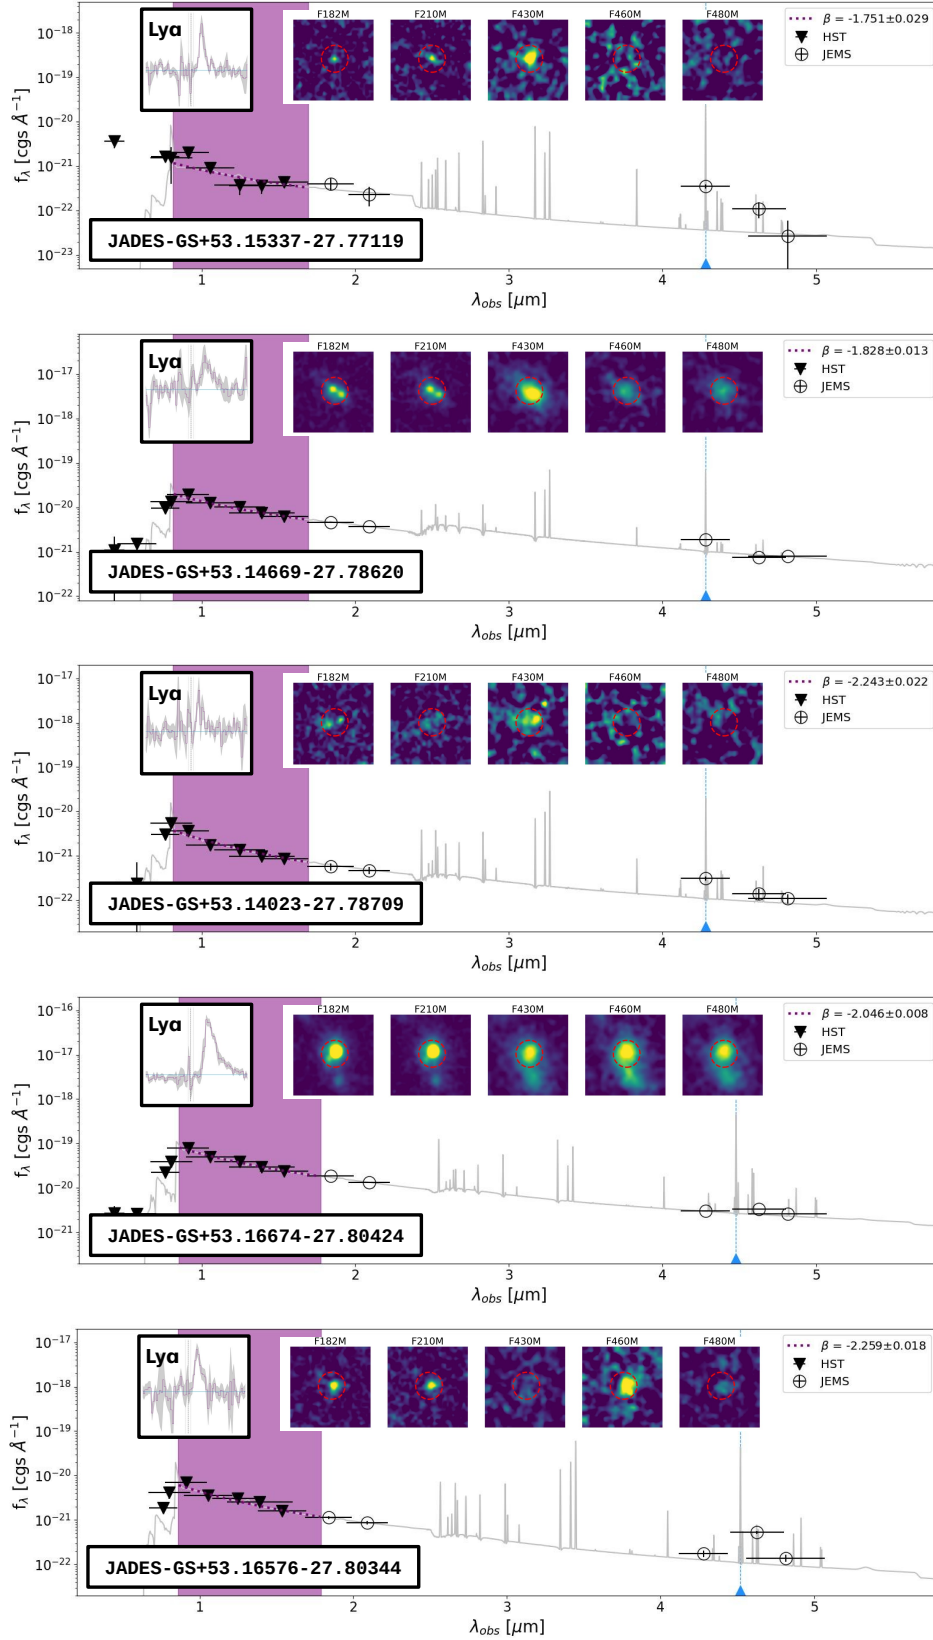 Lyα
F182M F210M F430M F460M F480M
β = -1.751±0.029
HST
JEMS
10⁻¹⁸
10⁻¹⁹
10⁻²⁰
10⁻²¹
10⁻²²
10⁻²³
f_λ [cgs Å⁻¹]
JADES-GS+53.15337-27.77119
1 2 3 4 5
λ_obs [μm]
Lyα
F182M F210M F430M F460M F480M
β = -1.828±0.013
HST
JEMS
10⁻¹⁷
10⁻¹⁸
10⁻¹⁹
10⁻²⁰
10⁻²¹
10⁻²²
f_λ [cgs Å⁻¹]
JADES-GS+53.14669-27.78620
1 2 3 4 5
λ_obs [μm]
Lyα
F182M F210M F430M F460M F480M
β = -2.243±0.022
HST
JEMS
10⁻¹⁷
10⁻¹⁸
10⁻¹⁹
10⁻²⁰
10⁻²¹
10⁻²²
f_λ [cgs Å⁻¹]
JADES-GS+53.14023-27.78709
1 2 3 4 5
λ_obs [μm]
Lyα
F182M F210M F430M F460M F480M
β = -2.046±0.008
HST
JEMS
10⁻¹⁶
10⁻¹⁷
10⁻¹⁸
10⁻¹⁹
10⁻²⁰
10⁻²¹
f_λ [cgs Å⁻¹]
JADES-GS+53.16674-27.80424
1 2 3 4 5
λ_obs [μm]
Lyα
F182M F210M F430M F460M F480M
β = -2.259±0.018
HST
JEMS
10⁻¹⁷
10⁻¹⁸
10⁻¹⁹
10⁻²⁰
10⁻²¹
10⁻²²
f_λ [cgs Å⁻¹]
JADES-GS+53.16576-27.80344
1 2 3 4 5
λ_obs [μm]